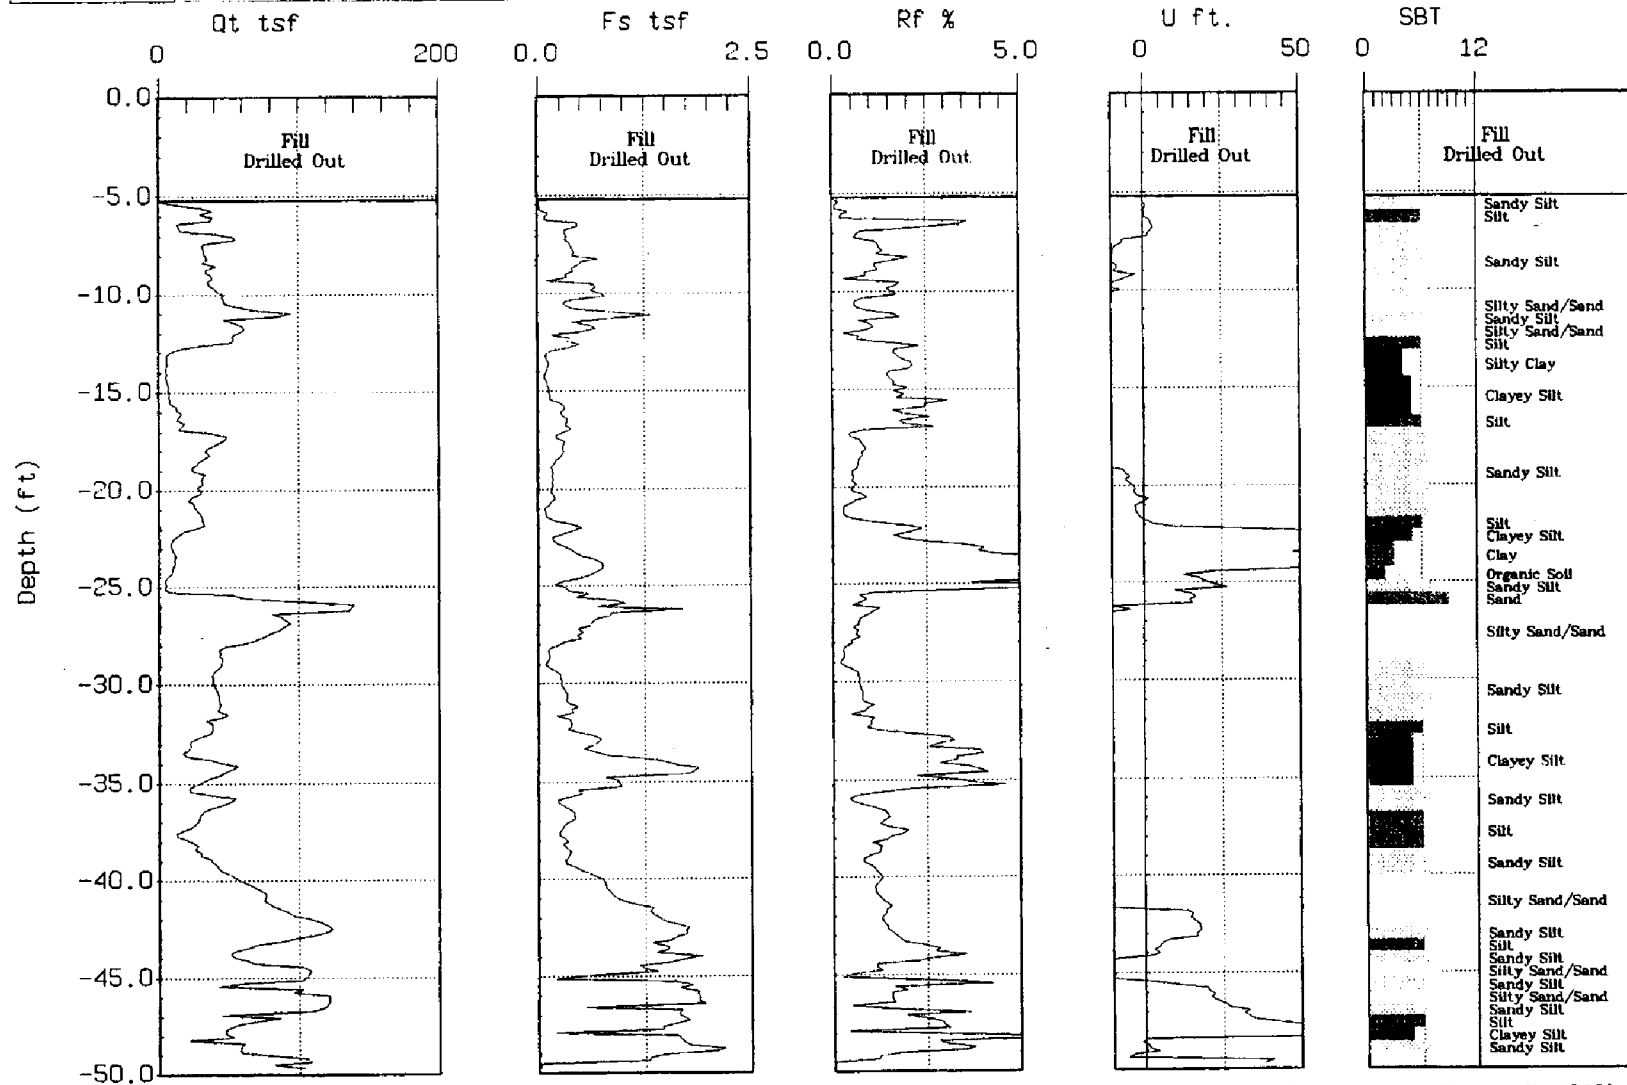 Qt tsf
Fs tsf
Rf %
U ft.
SBT
0 200
0.0 2.5
0.0 5.0
0 50
0 12
Depth (ft)
0.0
-5.0
-10.0
-15.0
-20.0
-25.0
-30.0
-35.0
-40.0
-45.0
-50.0
Fill
Drilled Out
Fill
Drilled Out
Fill
Drilled Out
Fill
Drilled Out
Fill
Drilled Out
Sandy Silt
Silt
Sandy Silt
Silty Sand/Sand
Sandy Silt
Silty Sand/Sand
Silt
Silty Clay
Clayey Silt
Silt
Sandy Silt
Silt
Clayey Silt
Clay
Organic Soil
Sandy Silt
Sand
Silty Sand/Sand
Sandy Silt
Silt
Clayey Silt
Sandy Silt
Silt
Sandy Silt
Silty Sand/Sand
Sandy Silt
Silt
Sandy Silt
Silty Sand/Sand
Sandy Silt
Silty Sand/Sand
Sandy Silt
Silt
Clayey Silt
Sandy Silt